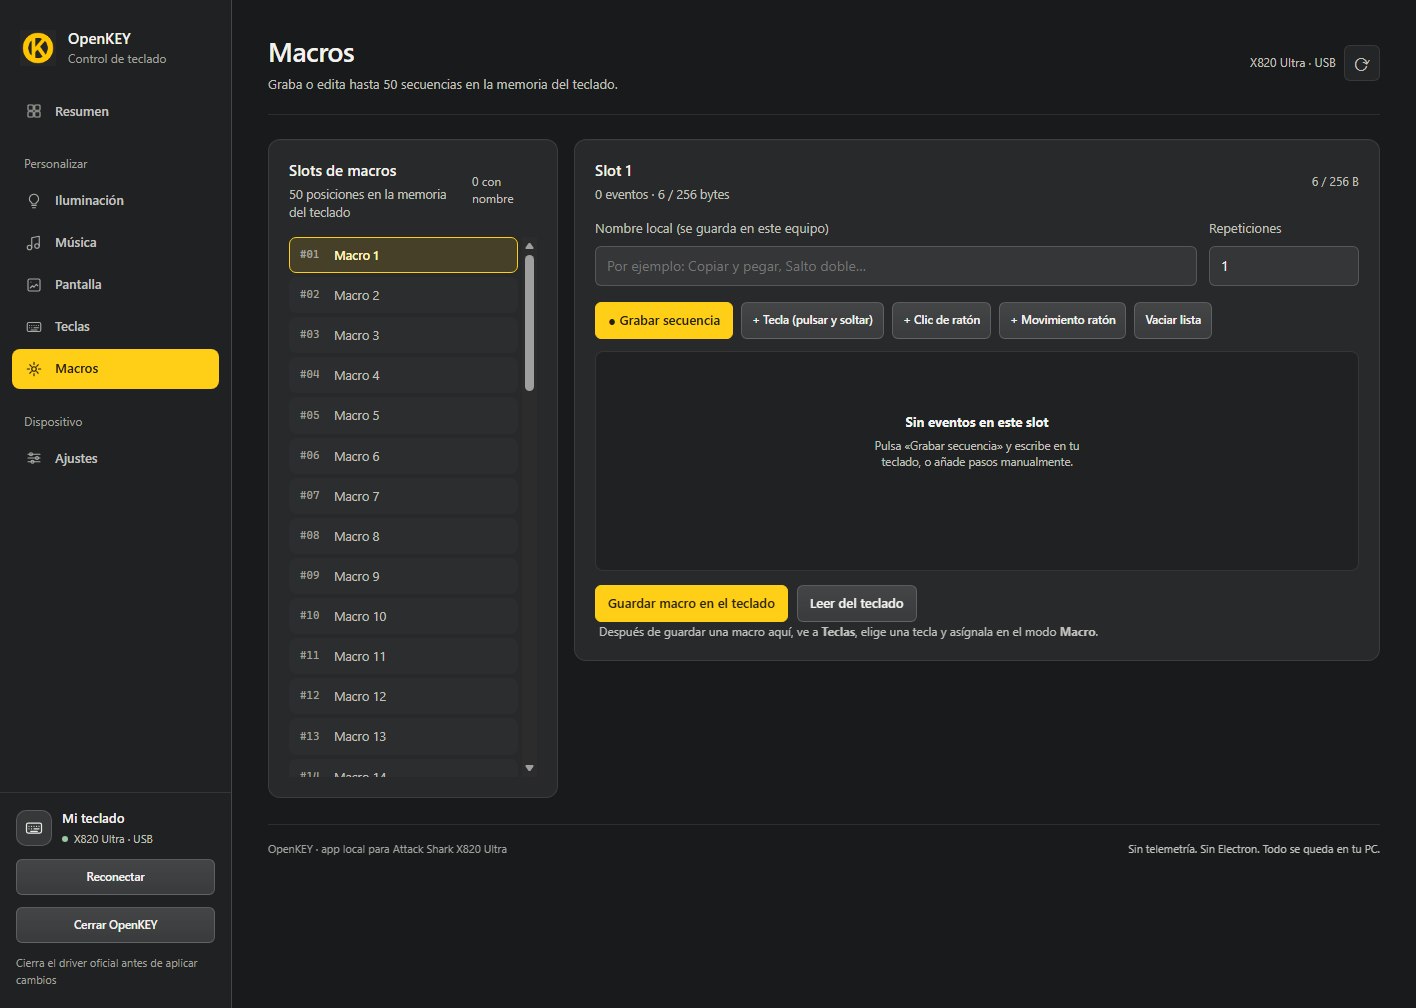 OpenKEY
Control de teclado
Resumen
Personalizar
Iluminación
Música
Pantalla
Teclas
Macros
Dispositivo
Ajustes
Mi teclado
X820 Ultra · USB
Reconectar
Cerrar OpenKEY
Cierra el driver oficial antes de aplicar
cambios
Macros
Graba o edita hasta 50 secuencias en la memoria del teclado.
X820 Ultra · USB
Slots de macros
50 posiciones en la memoria
del teclado
0 con
nombre
#01 Macro 1
#02 Macro 2
#03 Macro 3
#04 Macro 4
#05 Macro 5
#06 Macro 6
#07 Macro 7
#08 Macro 8
#09 Macro 9
#10 Macro 10
#11 Macro 11
#12 Macro 12
#13 Macro 13
#14 Macro 14
Slot 1
0 eventos · 6 / 256 bytes
6 / 256 B
Nombre local (se guarda en este equipo)
Repeticiones
Por ejemplo: Copiar y pegar, Salto doble...
1
● Grabar secuencia
+ Tecla (pulsar y soltar)
+ Clic de ratón
+ Movimiento ratón
Vaciar lista
Sin eventos en este slot
Pulsa «Grabar secuencia» y escribe en tu
teclado, o añade pasos manualmente.
Guardar macro en el teclado
Leer del teclado
Después de guardar una macro aquí, ve a Teclas, elige una tecla y asígnala en el modo Macro.
OpenKEY · app local para Attack Shark X820 Ultra
Sin telemetría. Sin Electron. Todo se queda en tu PC.